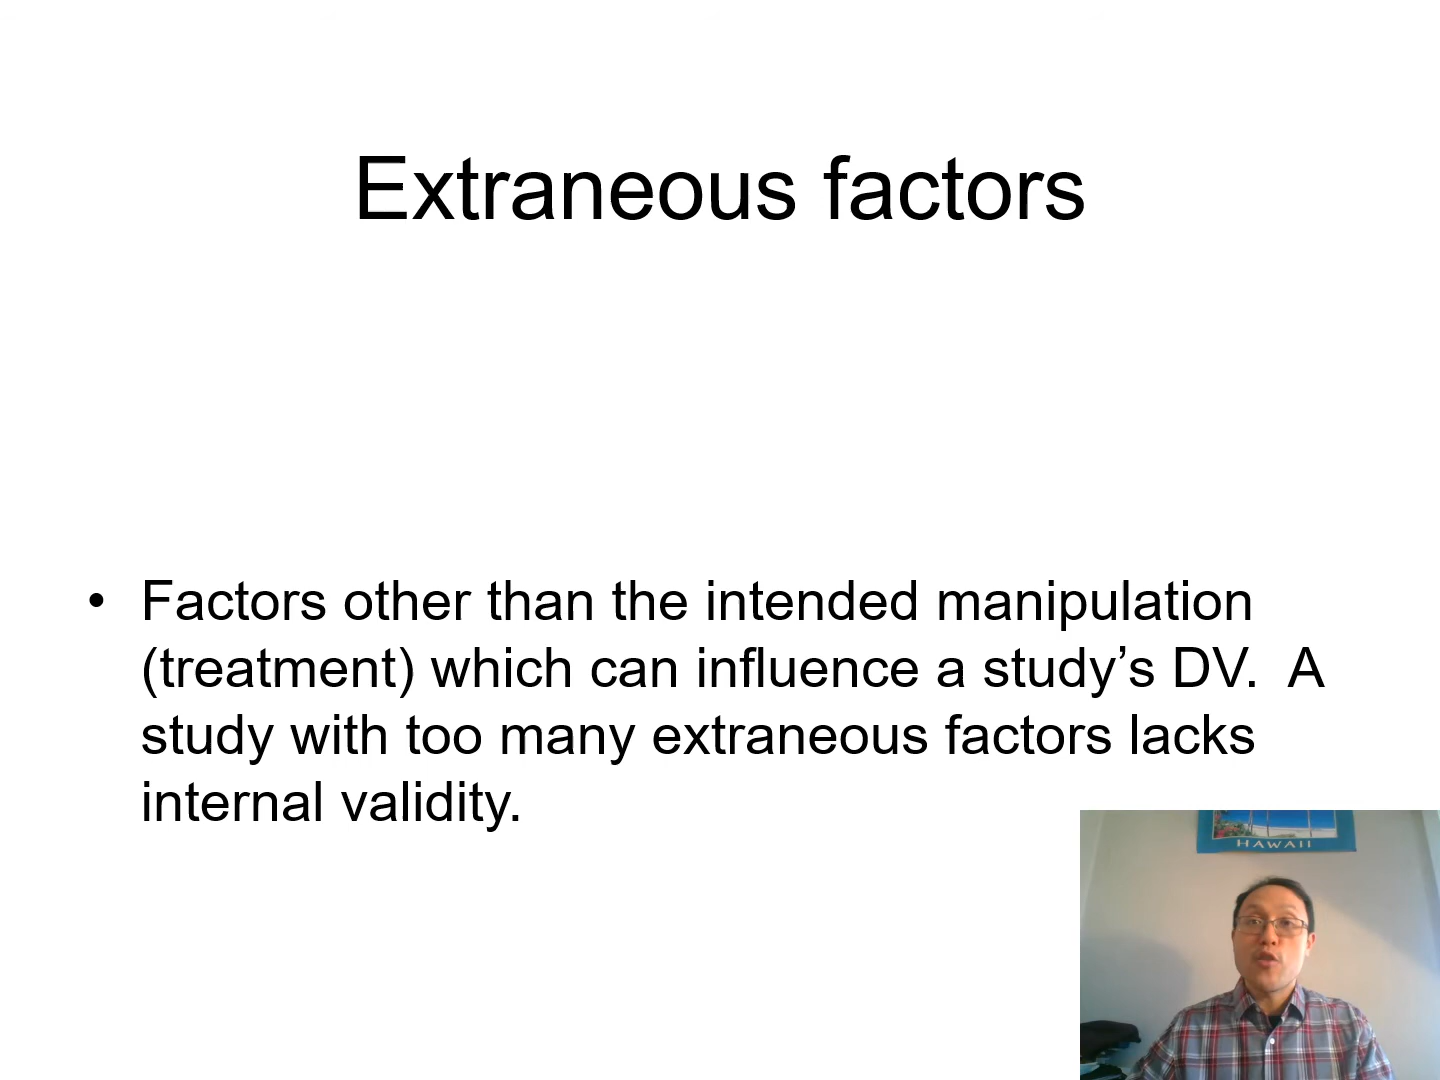 Extraneous factors
• Factors other than the intended manipulation
(treatment) which can influence a study’s DV.  A
study with too many extraneous factors lacks
internal validity.
HAWAII